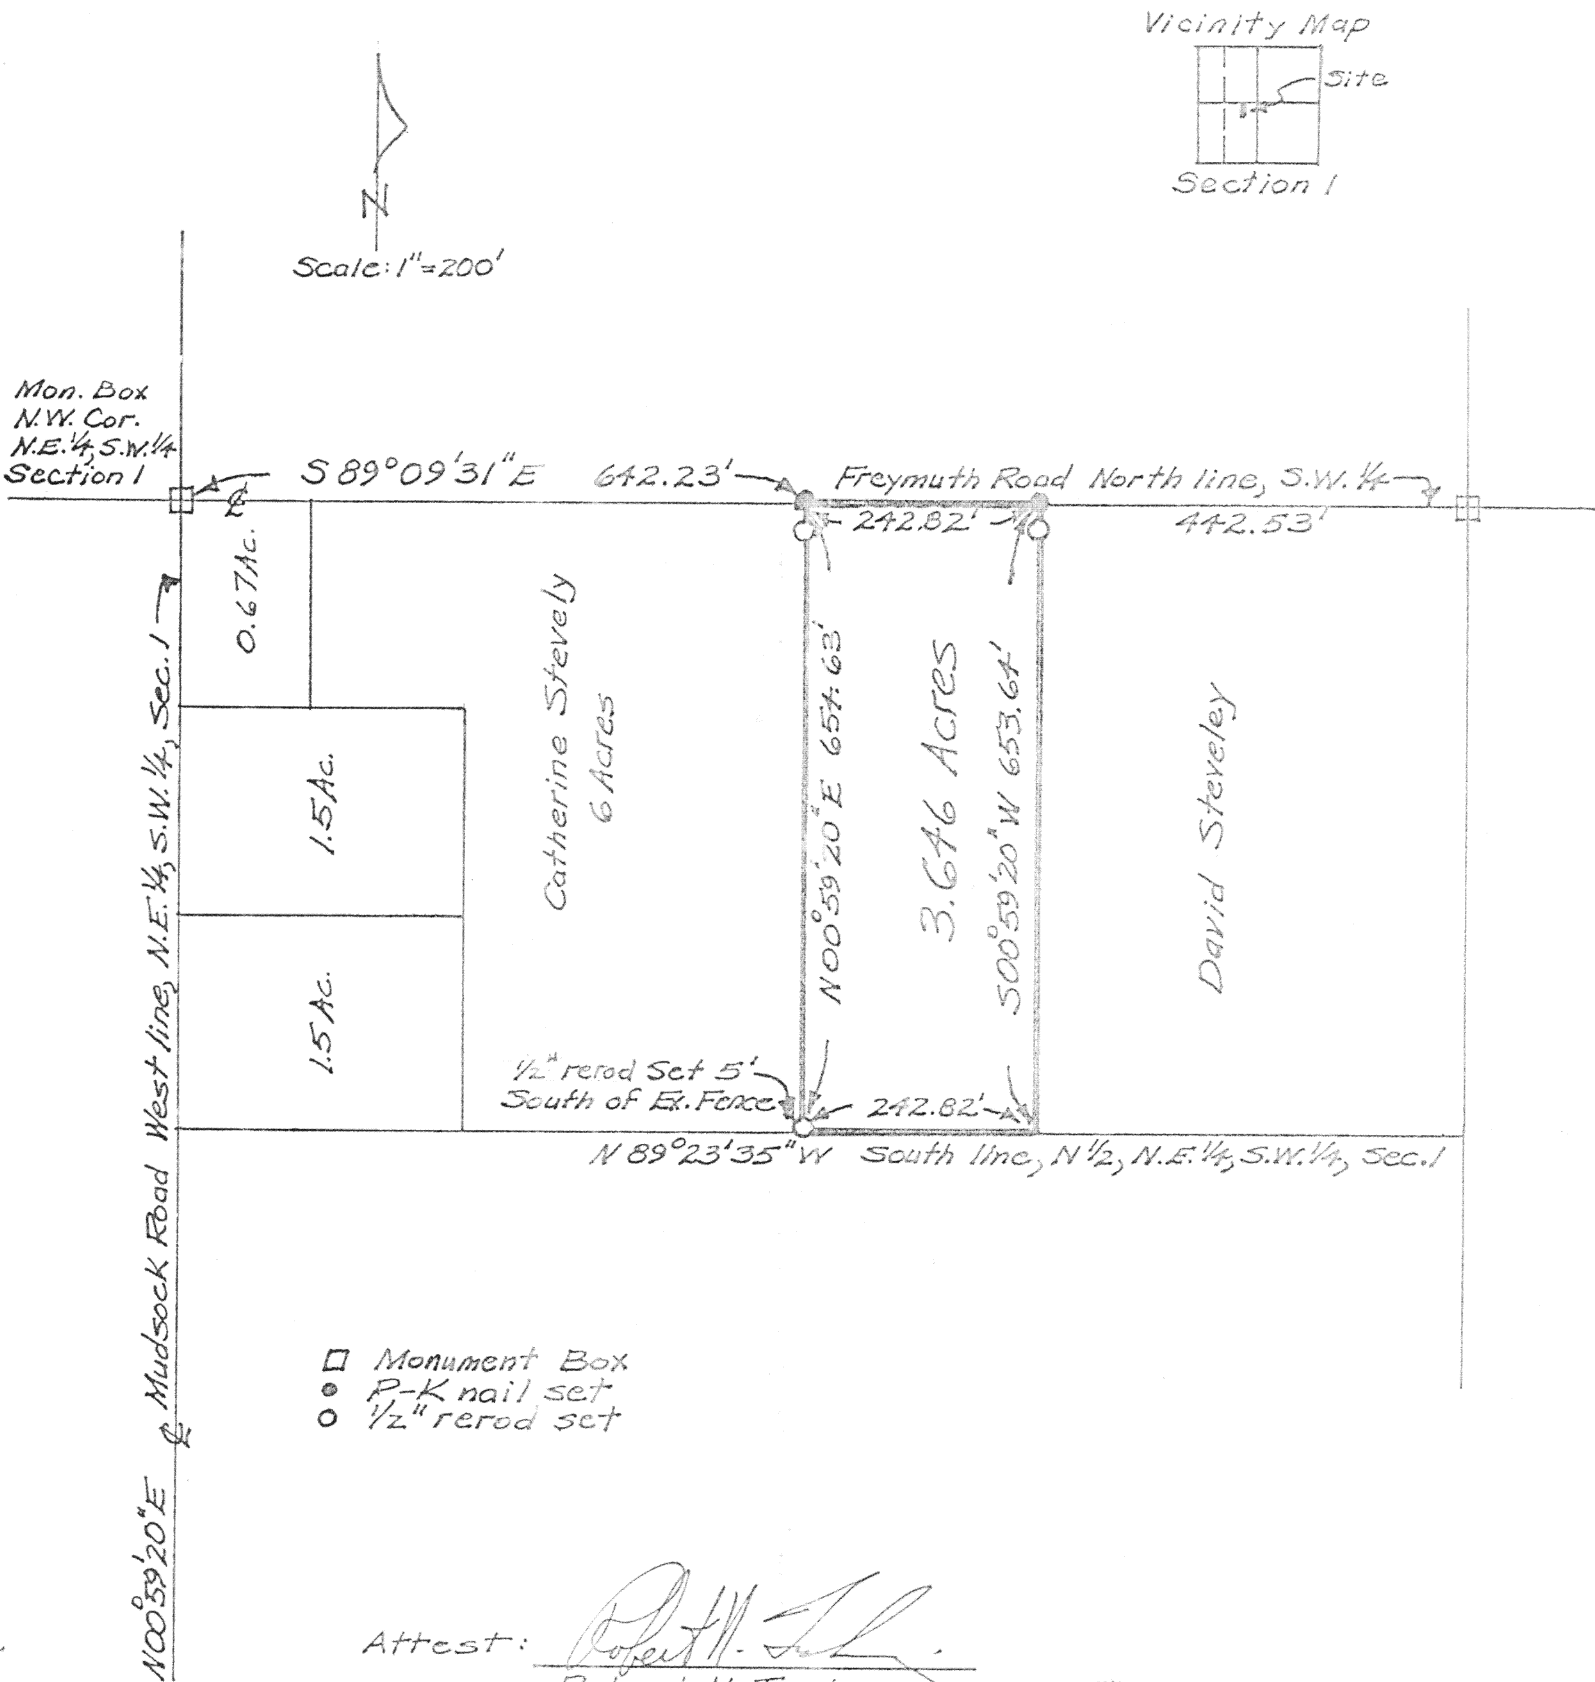 Vicinity Map
Site
Section 1
N
Scale: 1"=200'
Mon. Box
N.W. Cor.
N.E.¼, S.W.¼
Section 1
S 89°09'31"E 642.23'
Freymuth Road North line, S.W. ¼
℄
242.82'
442.53'
0.67Ac.
1.5Ac.
1.5Ac.
Catherine Stevely
6 Acres
N00°59'20"E 654.63'
3.646 Acres
S00°59'20"W 653.64'
David Steveley
½" rerod Set 5'
South of Ex. Fence
242.82'
N 89°23'35"W South line, N ½, N.E.¼, S.W.¼, Sec. 1
N00°59'20"E ℄ Mudsock Road West line, N.E.¼, S.W.¼, Sec. 1
Monument Box
P-K nail set
½" rerod set
Attest:
Robert N.